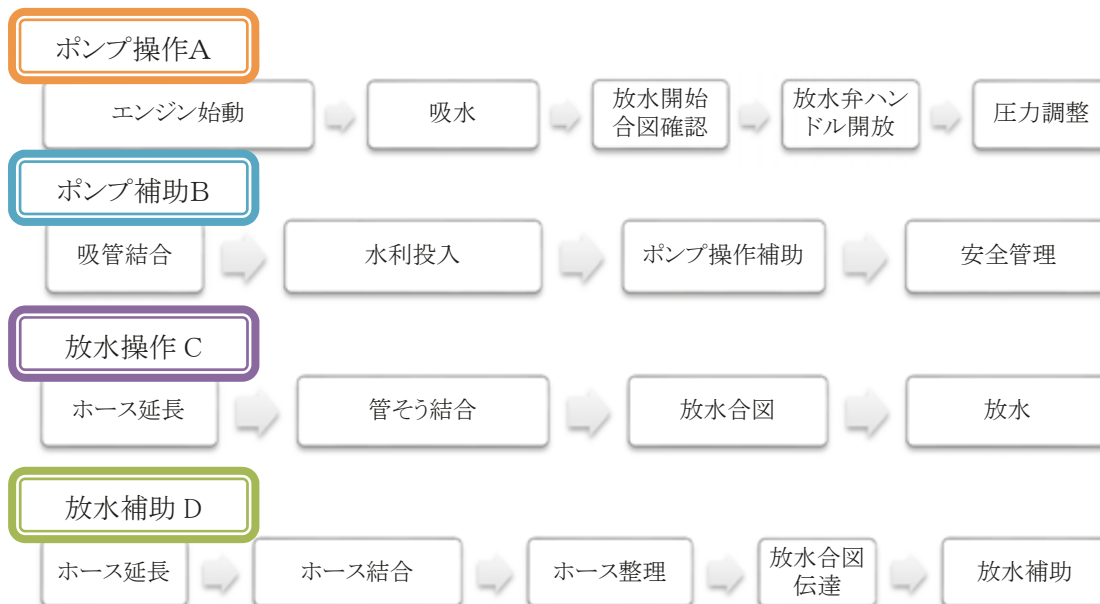 ポンプ操作A
エンジン始動
吸水
放水開始
合図確認
放水弁ハン
ドル開放
圧力調整
ポンプ補助B
吸管結合
水利投入
ポンプ操作補助
安全管理
放水操作 C
ホース延長
管そう結合
放水合図
放水
放水補助 D
ホース延長
ホース結合
ホース整理
放水合図
伝達
放水補助